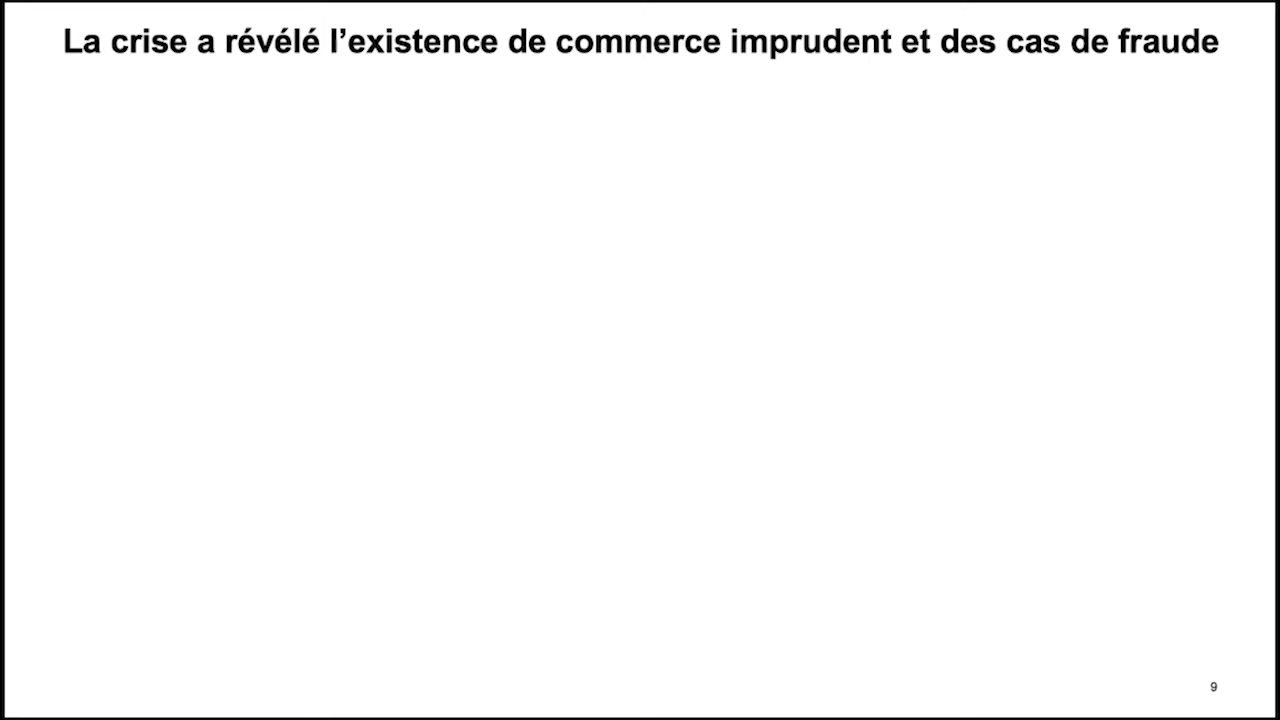 La crise a révélé l’existence de commerce imprudent et des cas de fraude
9